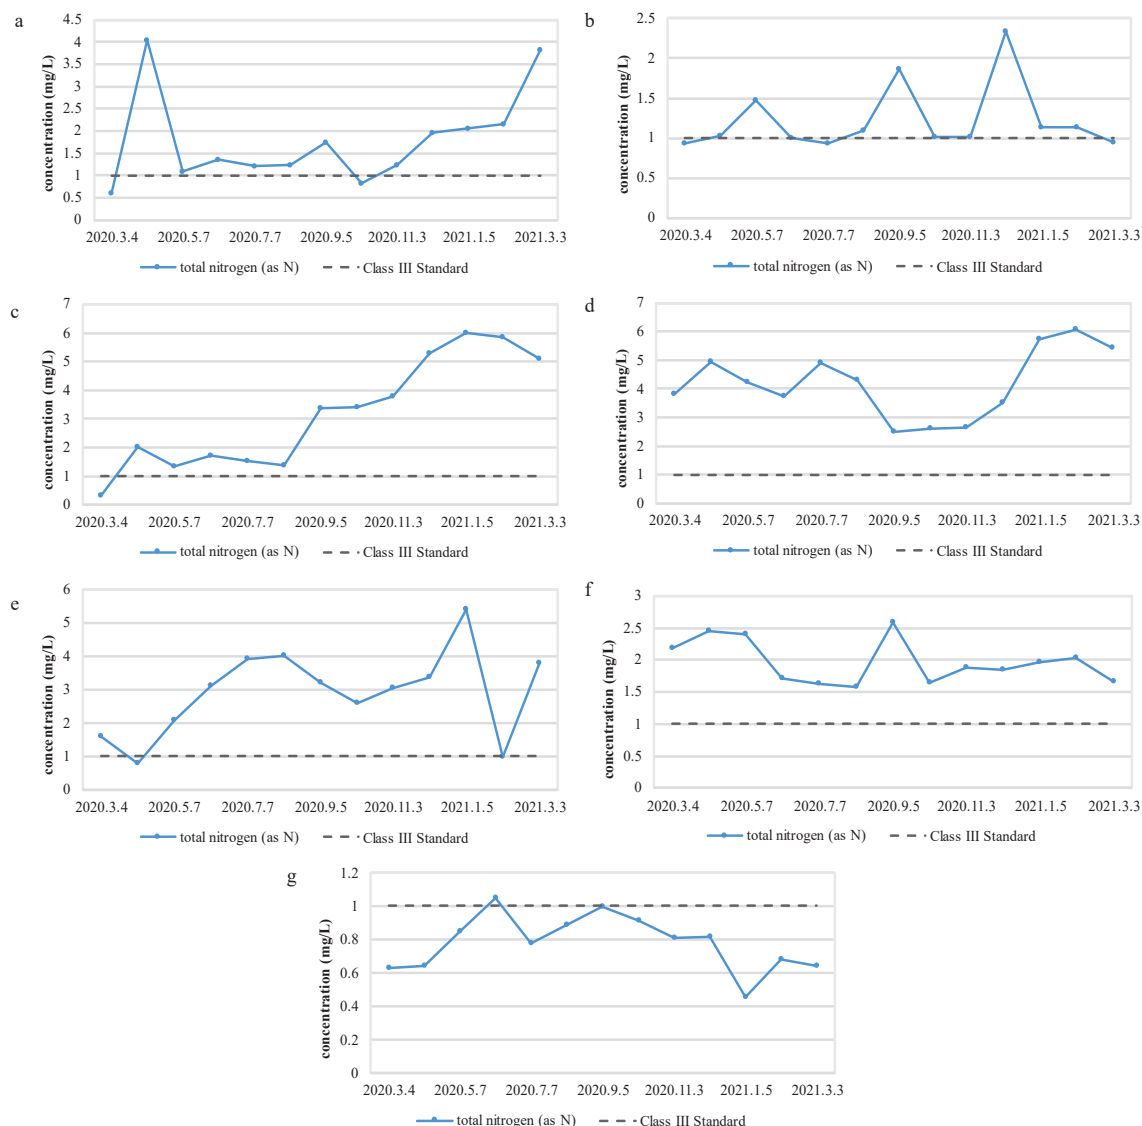 a
concentration (mg/L)
4.5
4
3.5
3
2.5
2
1.5
1
0.5
0
2020.3.4 2020.5.7 2020.7.7 2020.9.5 2020.11.3 2021.1.5 2021.3.3
total nitrogen (as N) Class III Standard
b
concentration (mg/L)
2.5
2
1.5
1
0.5
0
2020.3.4 2020.5.7 2020.7.7 2020.9.5 2020.11.3 2021.1.5 2021.3.3
total nitrogen (as N) Class III Standard
c
concentration (mg/L)
7
6
5
4
3
2
1
0
2020.3.4 2020.5.7 2020.7.7 2020.9.5 2020.11.3 2021.1.5 2021.3.3
total nitrogen (as N) Class III Standard
d
concentration (mg/L)
7
6
5
4
3
2
1
0
2020.3.4 2020.5.7 2020.7.7 2020.9.5 2020.11.3 2021.1.5 2021.3.3
total nitrogen (as N) Class III Standard
e
concentration (mg/L)
6
5
4
3
2
1
0
2020.3.4 2020.5.7 2020.7.7 2020.9.5 2020.11.3 2021.1.5 2021.3.3
total nitrogen (as N) Class III Standard
f
concentration (mg/L)
3
2.5
2
1.5
1
0.5
0
2020.3.4 2020.5.7 2020.7.7 2020.9.5 2020.11.3 2021.1.5 2021.3.3
total nitrogen (as N) Class III Standard
g
concentration (mg/L)
1.2
1
0.8
0.6
0.4
0.2
0
2020.3.4 2020.5.7 2020.7.7 2020.9.5 2020.11.3 2021.1.5 2021.3.3
total nitrogen (as N) Class III Standard